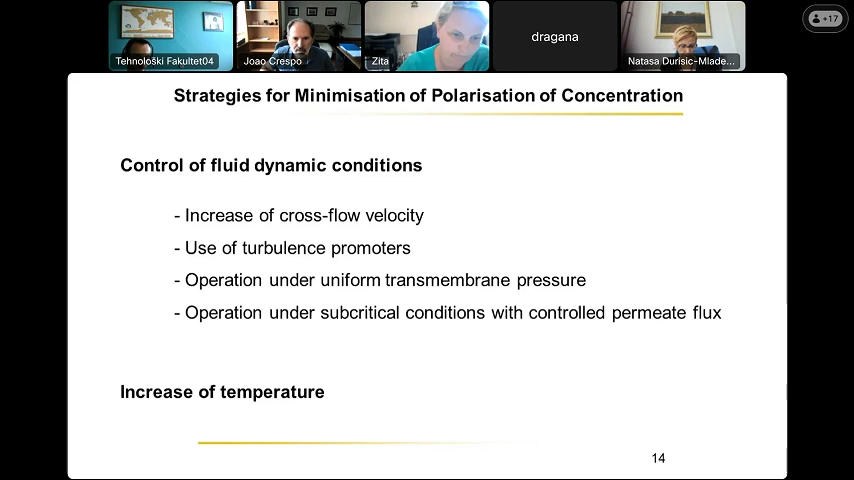 Tehnološki Fakultet04
Joao Crespo
Zita
dragana
Natasa Durisic-Mlade...
+17
Strategies for Minimisation of Polarisation of Concentration
Control of fluid dynamic conditions
- Increase of cross-flow velocity
- Use of turbulence promoters
- Operation under uniform transmembrane pressure
- Operation under subcritical conditions with controlled permeate flux
Increase of temperature
14